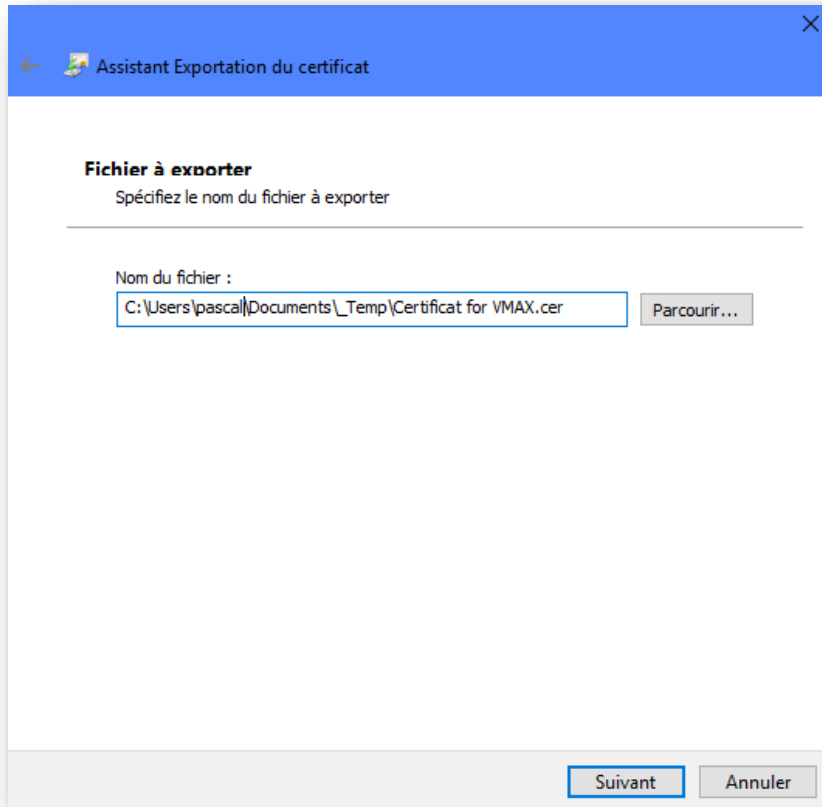 Assistant Exportation du certificat
Fichier à exporter
Spécifiez le nom du fichier à exporter
Nom du fichier :
C:\Users\pascal\Documents\_Temp\Certificat for VMAX.cer
Parcourir...
Suivant
Annuler